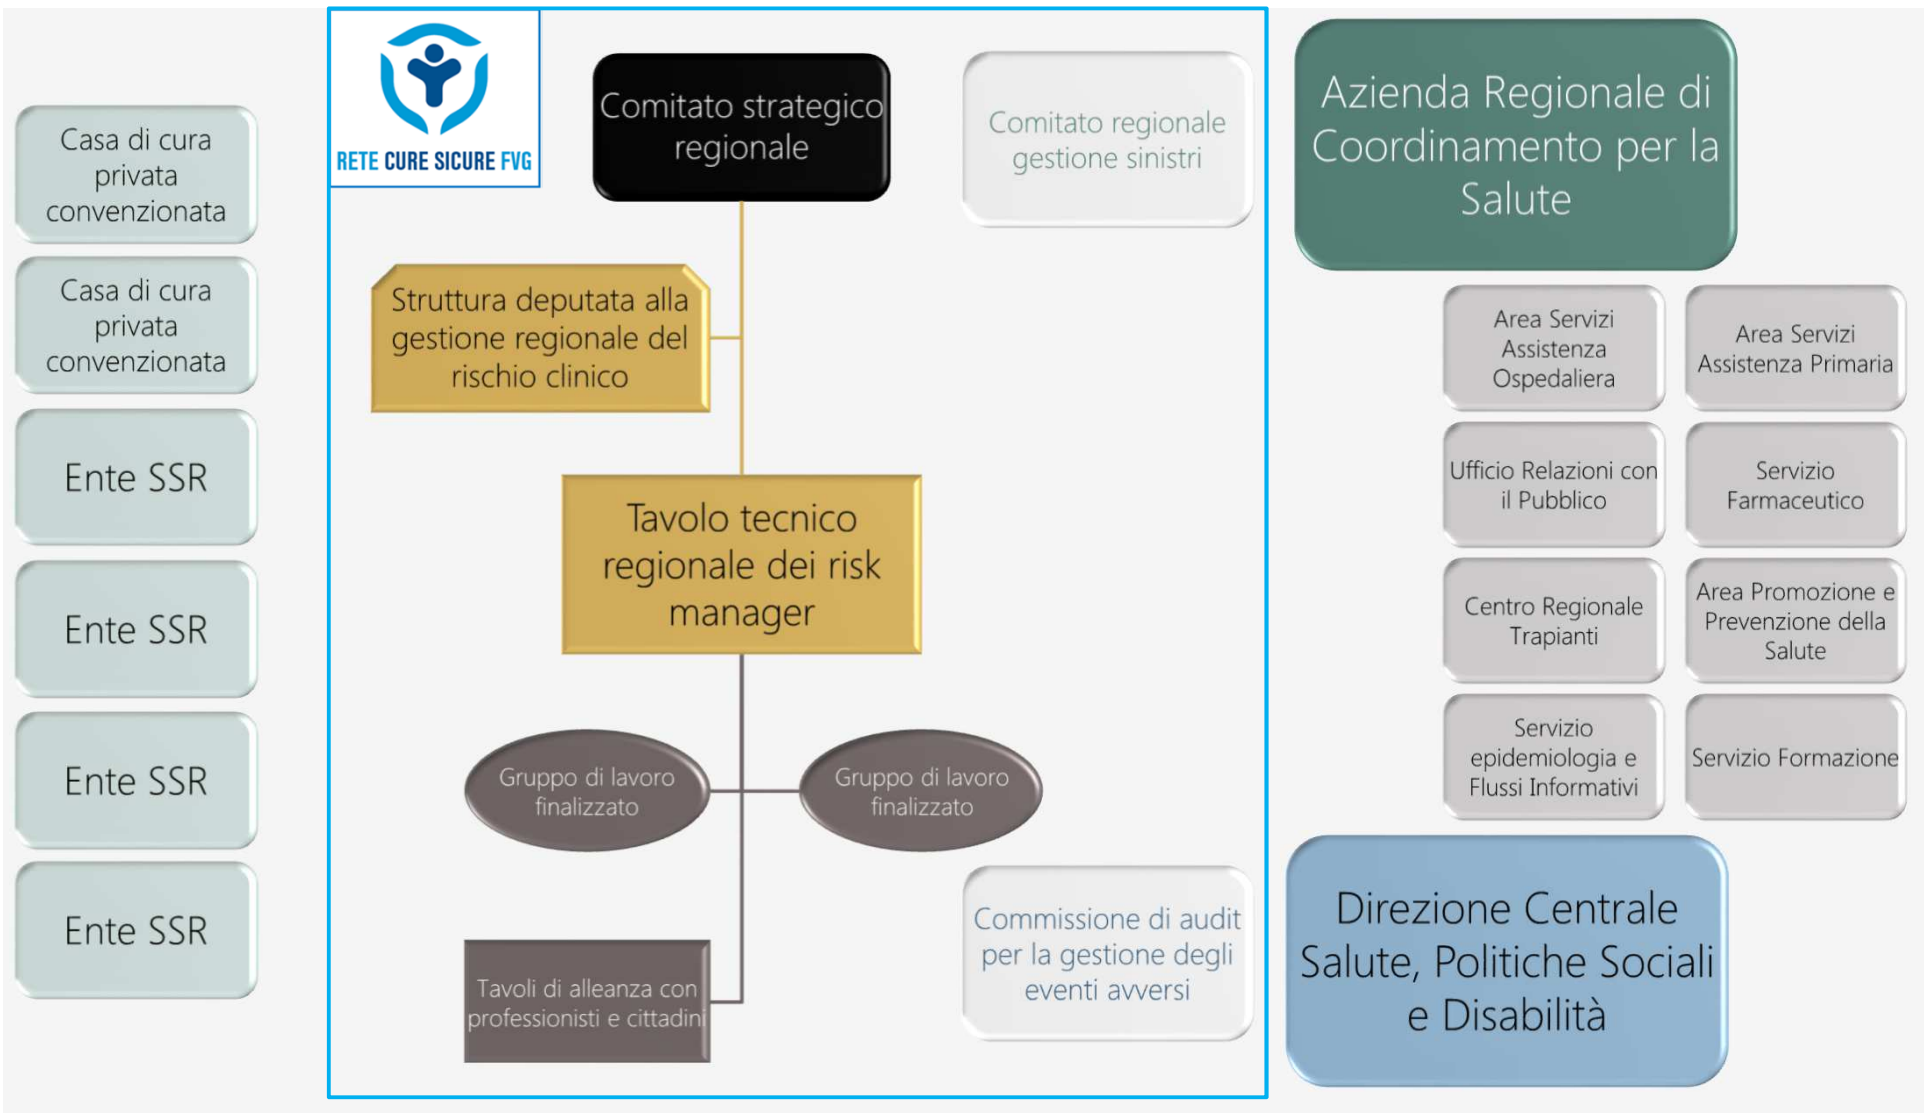 Casa di cura
privata
convenzionata
Casa di cura
privata
convenzionata
Ente SSR
Ente SSR
Ente SSR
Ente SSR
RETE CURE SICURE FVG
Comitato strategico
regionale
Comitato regionale
gestione sinistri
Struttura deputata alla
gestione regionale del
rischio clinico
Tavolo tecnico
regionale dei risk
manager
Gruppo di lavoro
finalizzato
Gruppo di lavoro
finalizzato
Tavoli di alleanza con
professionisti e cittadini
Commissione di audit
per la gestione degli
eventi avversi
Azienda Regionale di
Coordinamento per la
Salute
Area Servizi
Assistenza
Ospedaliera
Area Servizi
Assistenza Primaria
Ufficio Relazioni con
il Pubblico
Servizio
Farmaceutico
Centro Regionale
Trapianti
Area Promozione e
Prevenzione della
Salute
Servizio
epidemiologia e
Flussi Informativi
Servizio Formazione
Direzione Centrale
Salute, Politiche Sociali
e Disabilità